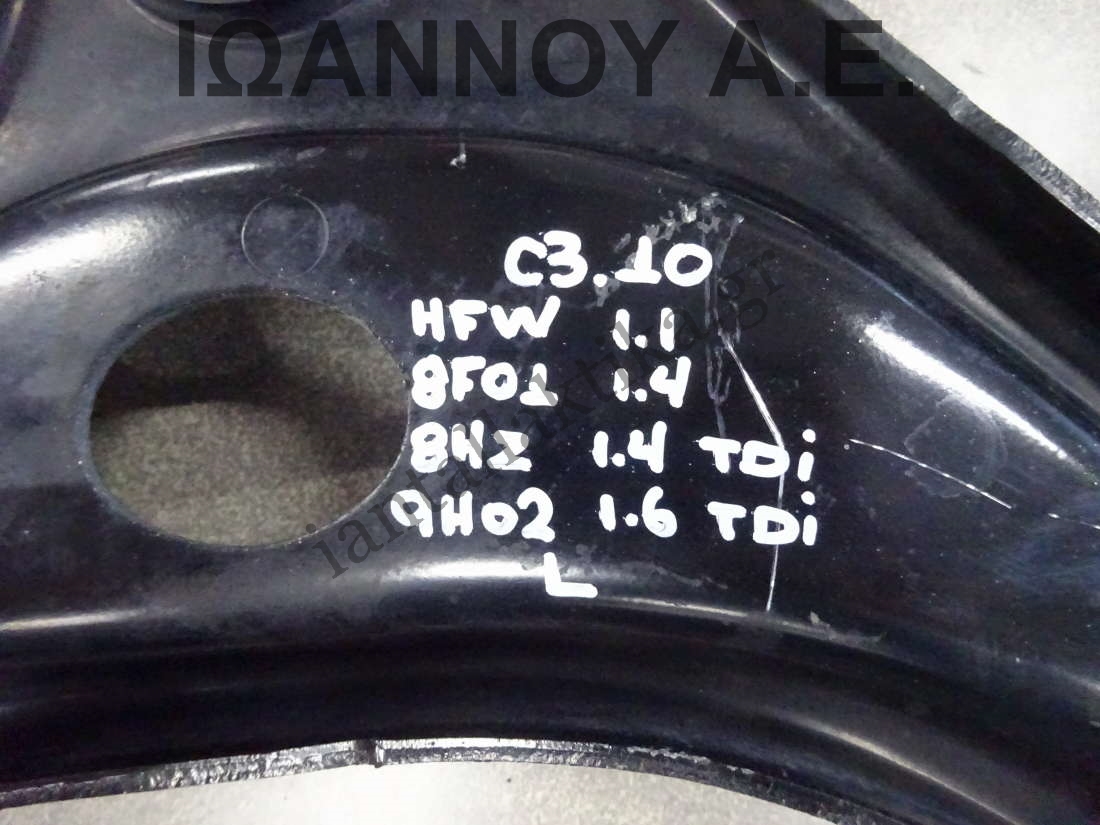 ΙΩΑΝΝΟΥ Α.Ε.
C3.10
HFW 1.1
8F01 1.4
8HZ 1.4 TDi
9H02 1.6 TDi
L